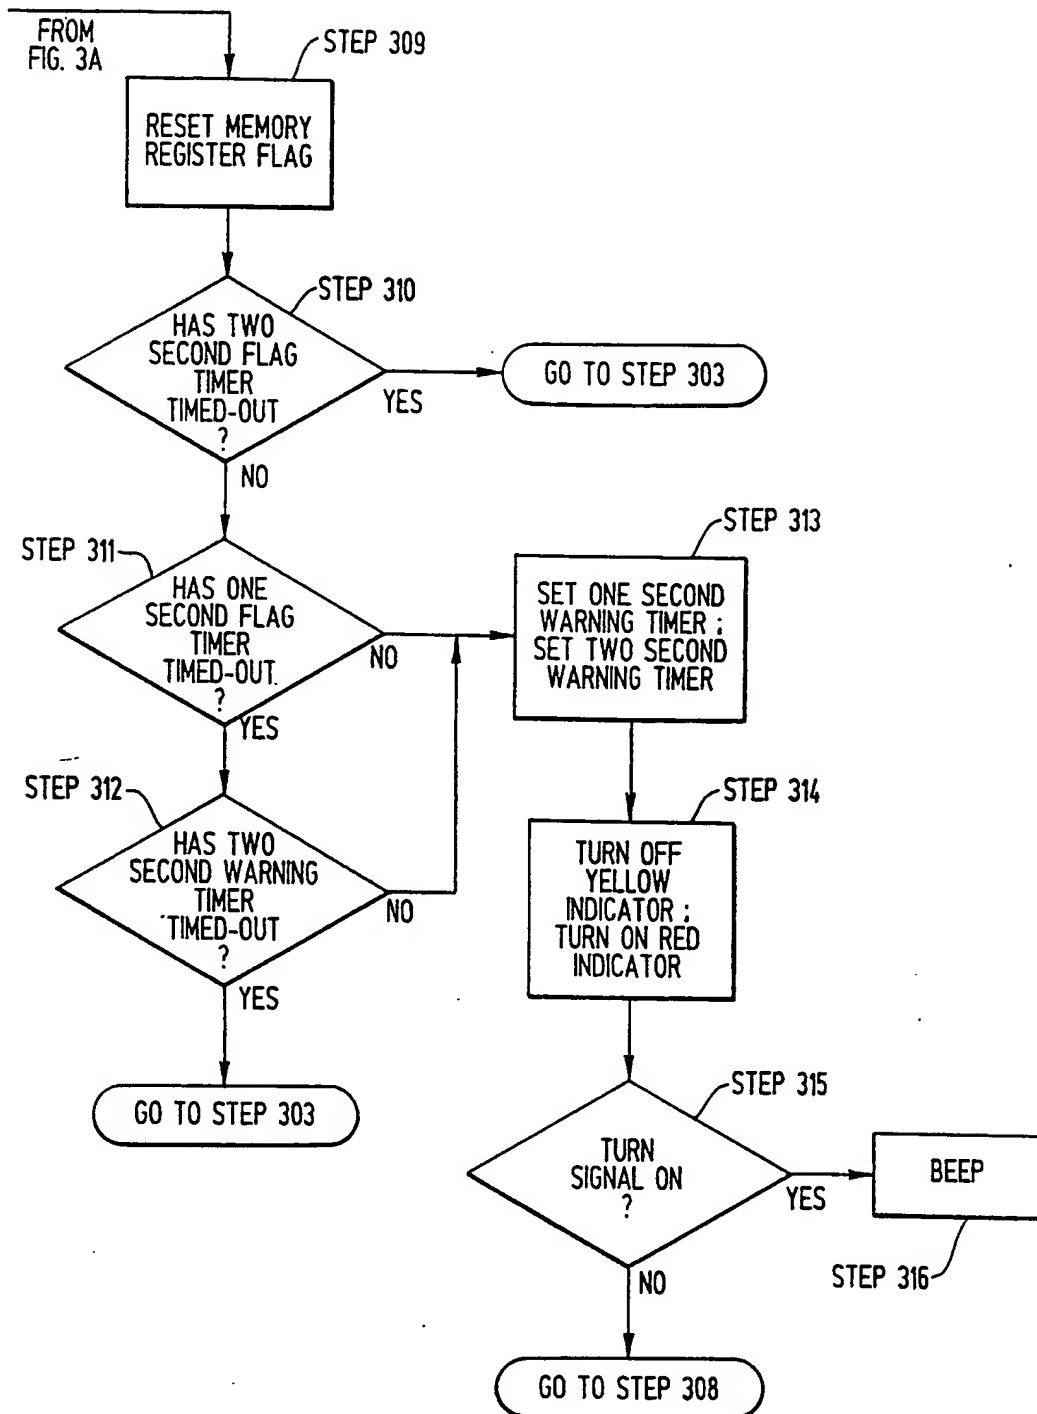 FROM
FIG. 3A
STEP 309
RESET MEMORY
REGISTER FLAG
STEP 310
HAS TWO
SECOND FLAG
TIMER
TIMED-OUT
?
YES
GO TO STEP 303
NO
STEP 311
HAS ONE
SECOND FLAG
TIMER
TIMED-OUT
?
NO
YES
STEP 312
HAS TWO
SECOND WARNING
TIMER
TIMED-OUT
?
NO
YES
GO TO STEP 303
STEP 313
SET ONE SECOND
WARNING TIMER ;
SET TWO SECOND
WARNING TIMER
STEP 314
TURN OFF
YELLOW
INDICATOR ;
TURN ON RED
INDICATOR
STEP 315
TURN
SIGNAL ON
?
YES
BEEP
STEP 316
NO
GO TO STEP 308